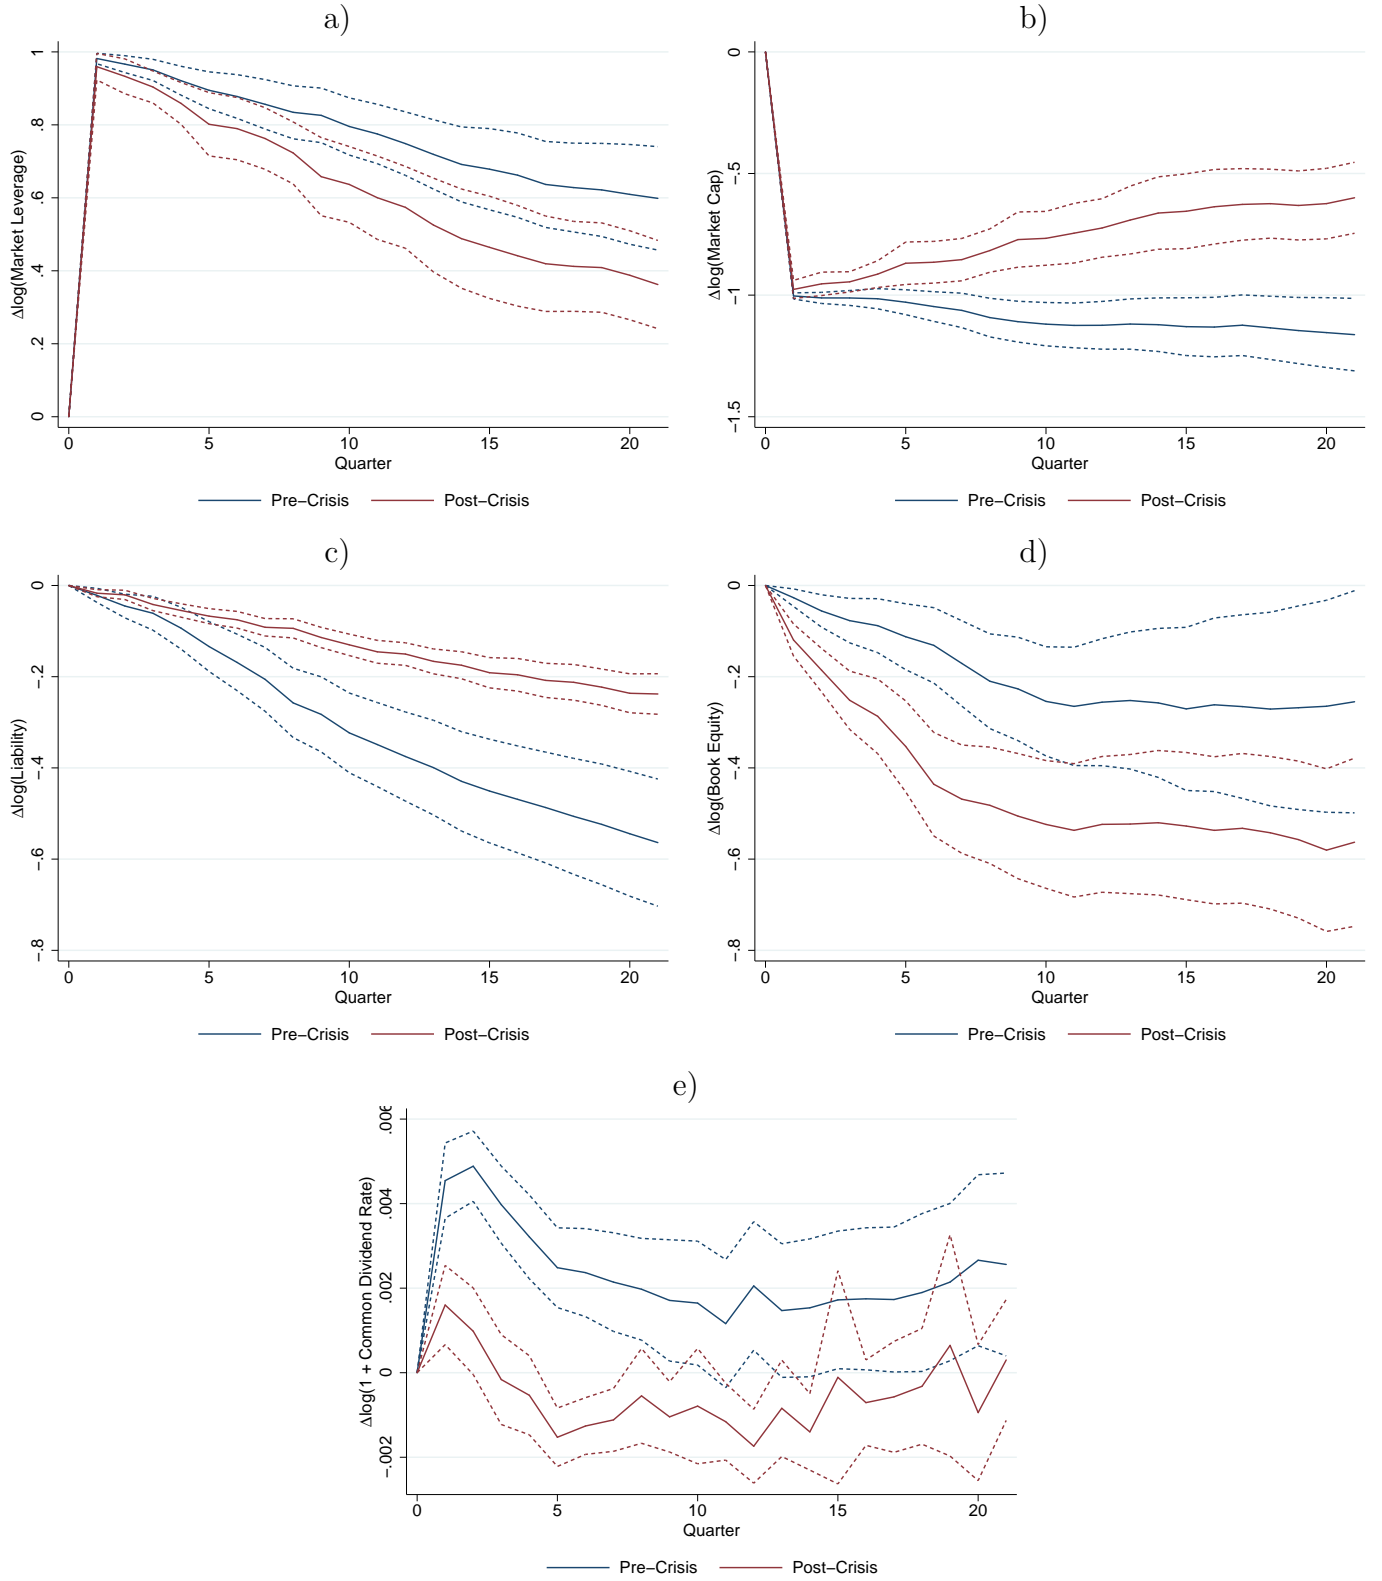 a)
Δlog(Market Leverage)
1
.8
.6
.4
.2
0
0 5 10 15 20
Quarter
Pre−Crisis Post−Crisis
b)
Δlog(Market Cap)
0
−.5
−1
−1.5
0 5 10 15 20
Quarter
Pre−Crisis Post−Crisis
c)
Δlog(Liability)
0
−.2
−.4
−.6
−.8
0 5 10 15 20
Quarter
Pre−Crisis Post−Crisis
d)
Δlog(Book Equity)
0
−.2
−.4
−.6
−.8
0 5 10 15 20
Quarter
Pre−Crisis Post−Crisis
e)
Δlog(1 + Common Dividend Rate)
.006
.004
.002
0
−.002
0 5 10 15 20
Quarter
Pre−Crisis Post−Crisis